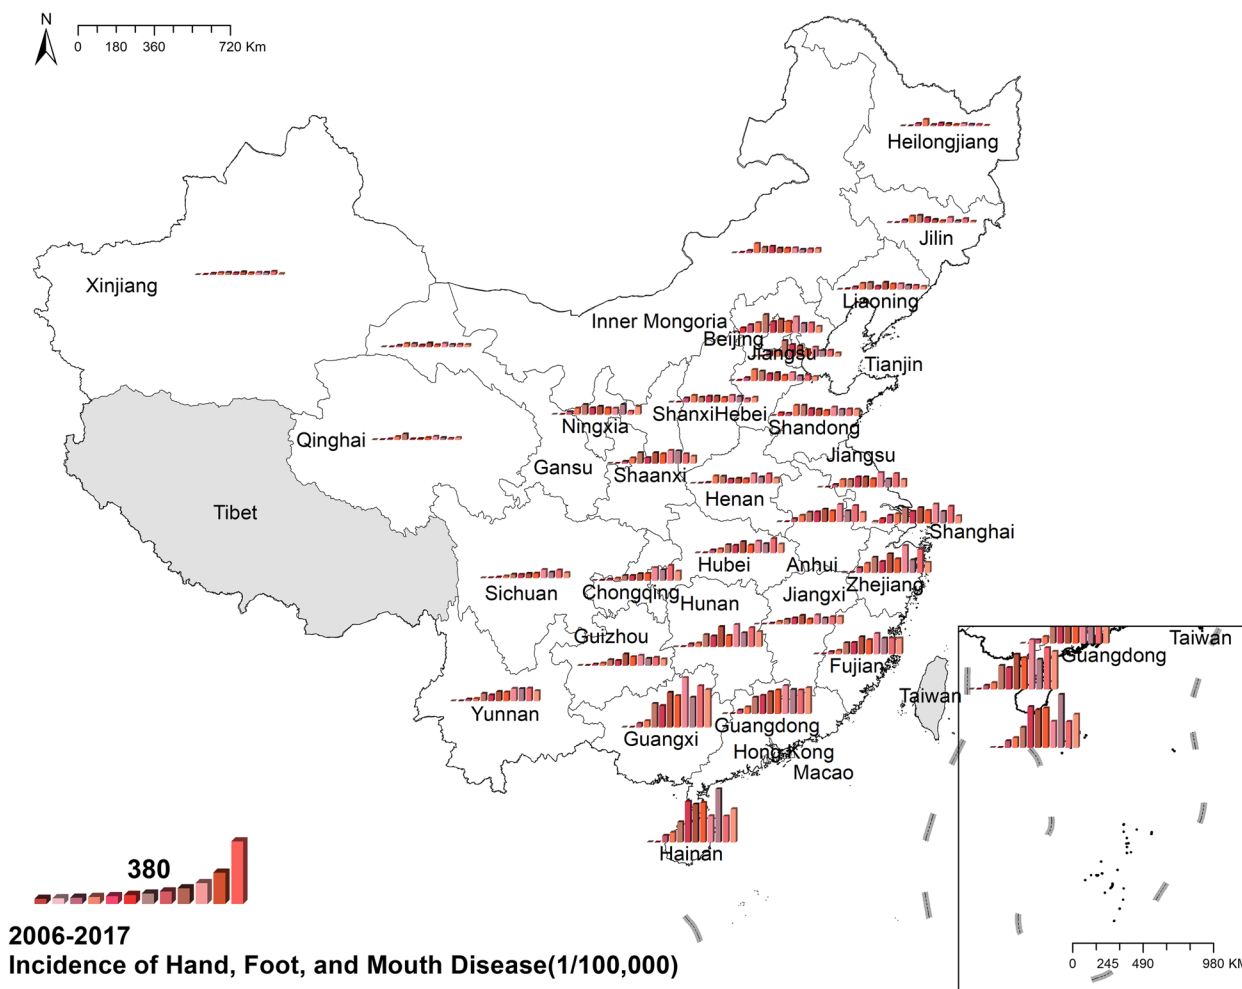 N
0 180 360 720 Km
Heilongjiang
Jilin
Xinjiang
Liaoning
Inner Mongoria
Beijing
Jiangsu
Tianjin
ShanxiHebei
Shandong
Ningxia
Qinghai
Jiangsu
Gansu
Shaanxi
Henan
Tibet
Shanghai
Hubei
Anhui
Zhejiang
Sichuan
Chongqing
Hunan
Jiangxi
Guizhou
Fujian
Taiwan
Guangdong
Taiwan
Yunnan
Guangxi
Guangdong
Hong Kong
Macao
Hainan
380
2006-2017
Incidence of Hand, Foot, and Mouth Disease(1/100,000)
0 245 490 980 KM